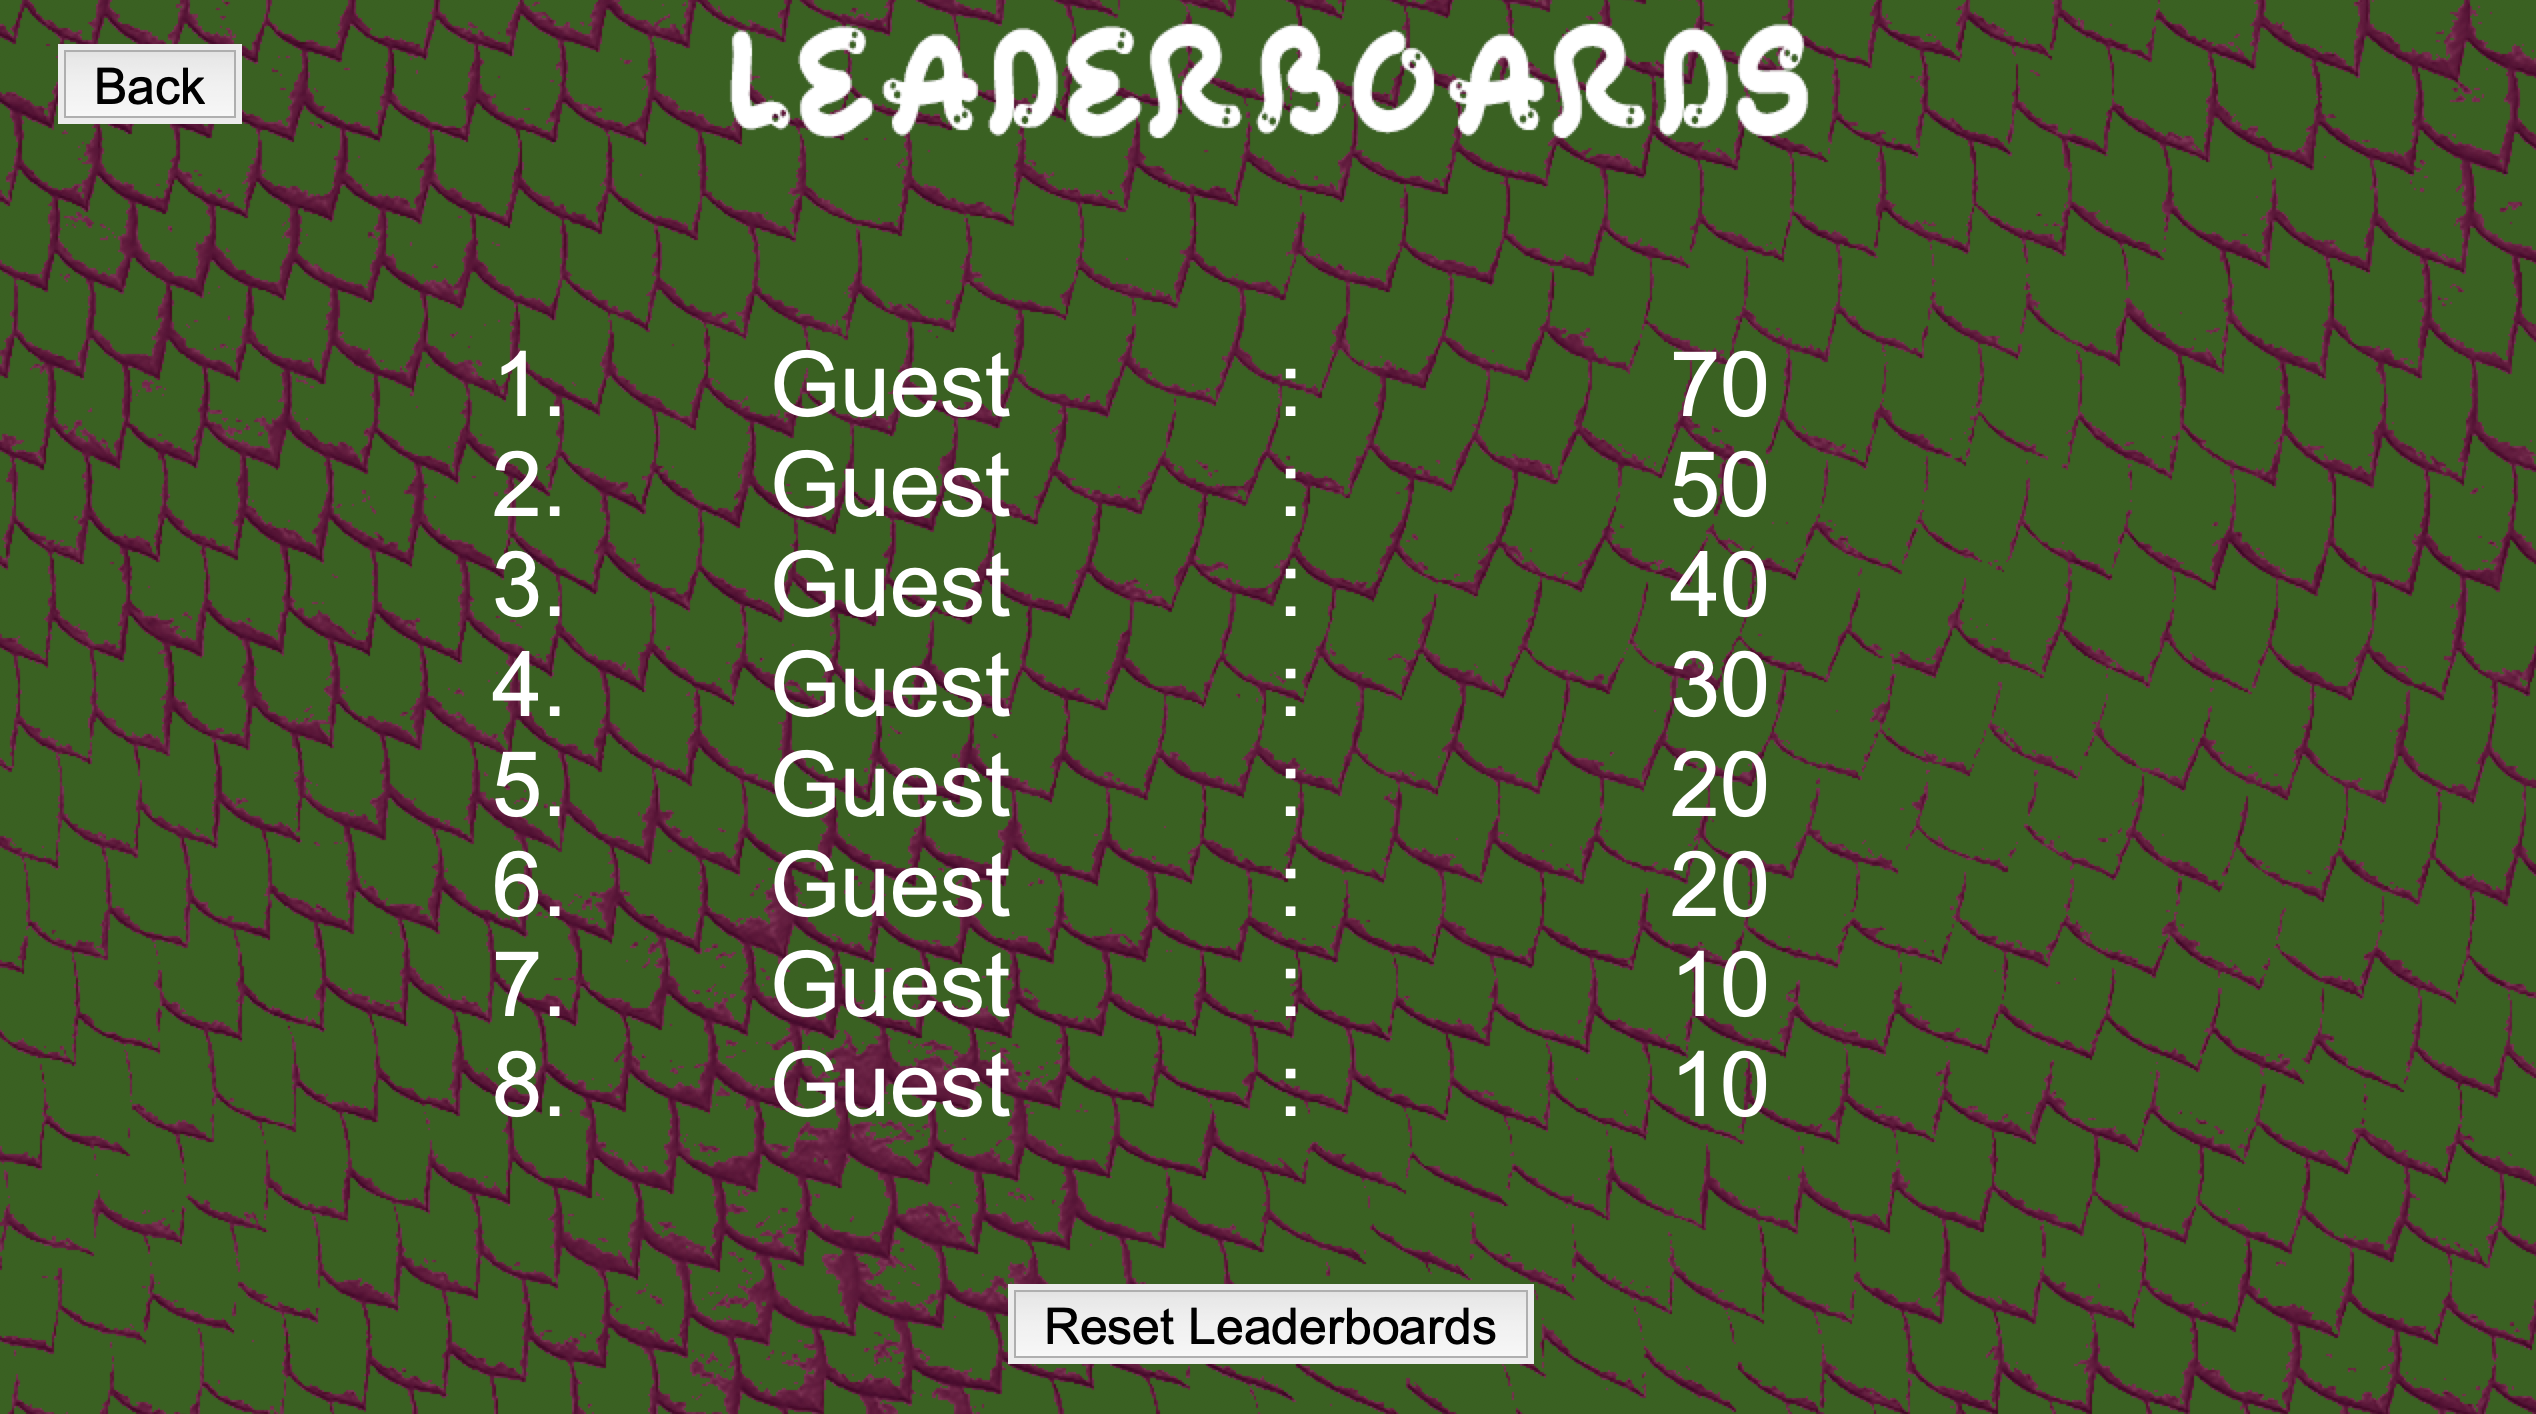 Back
LEADERBOARDS
1. Guest : 70
2. Guest : 50
3. Guest : 40
4. Guest : 30
5. Guest : 20
6. Guest : 20
7. Guest : 10
8. Guest : 10
Reset Leaderboards